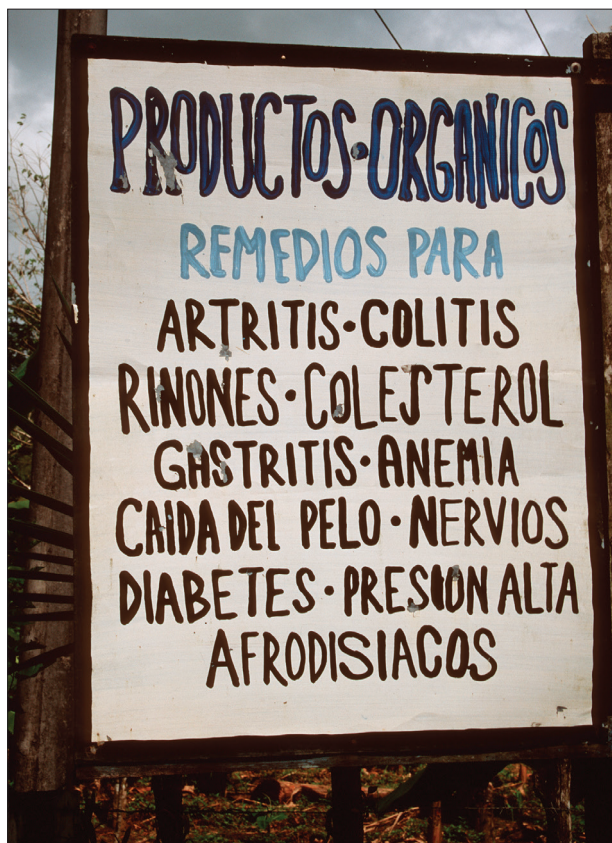 PRODUCTOS·ORGANICOS
REMEDIOS PARA
ARTRITIS·COLITIS
RINONES·COLESTEROL
GASTRITIS·ANEMIA
CAIDA DEL PELO·NERVIOS
DIABETES·PRESION ALTA
AFRODISIACOS